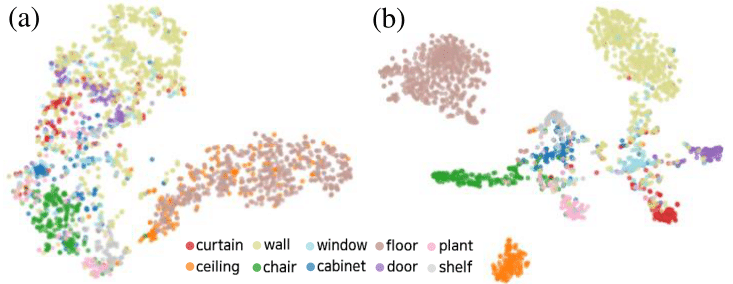 (a) (b)
curtain wall window floor plant
ceiling chair cabinet door shelf